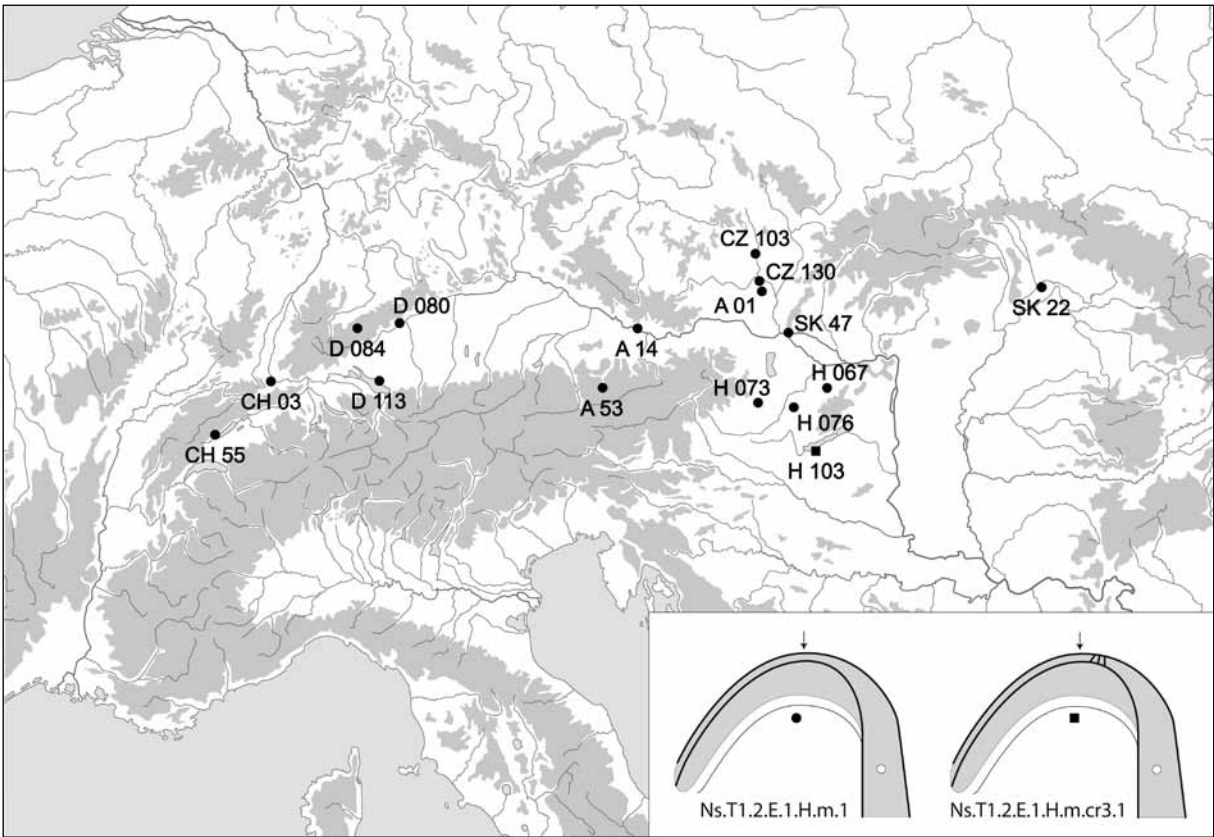 CZ 103
CZ 130
A 01
SK 22
D 080
SK 47
D 084
A 14
H 067
CH 03
D 113
A 53
H 073
H 076
CH 55
H 103
Ns.T1.2.E.1.H.m.1
Ns.T1.2.E.1.H.m.cr3.1